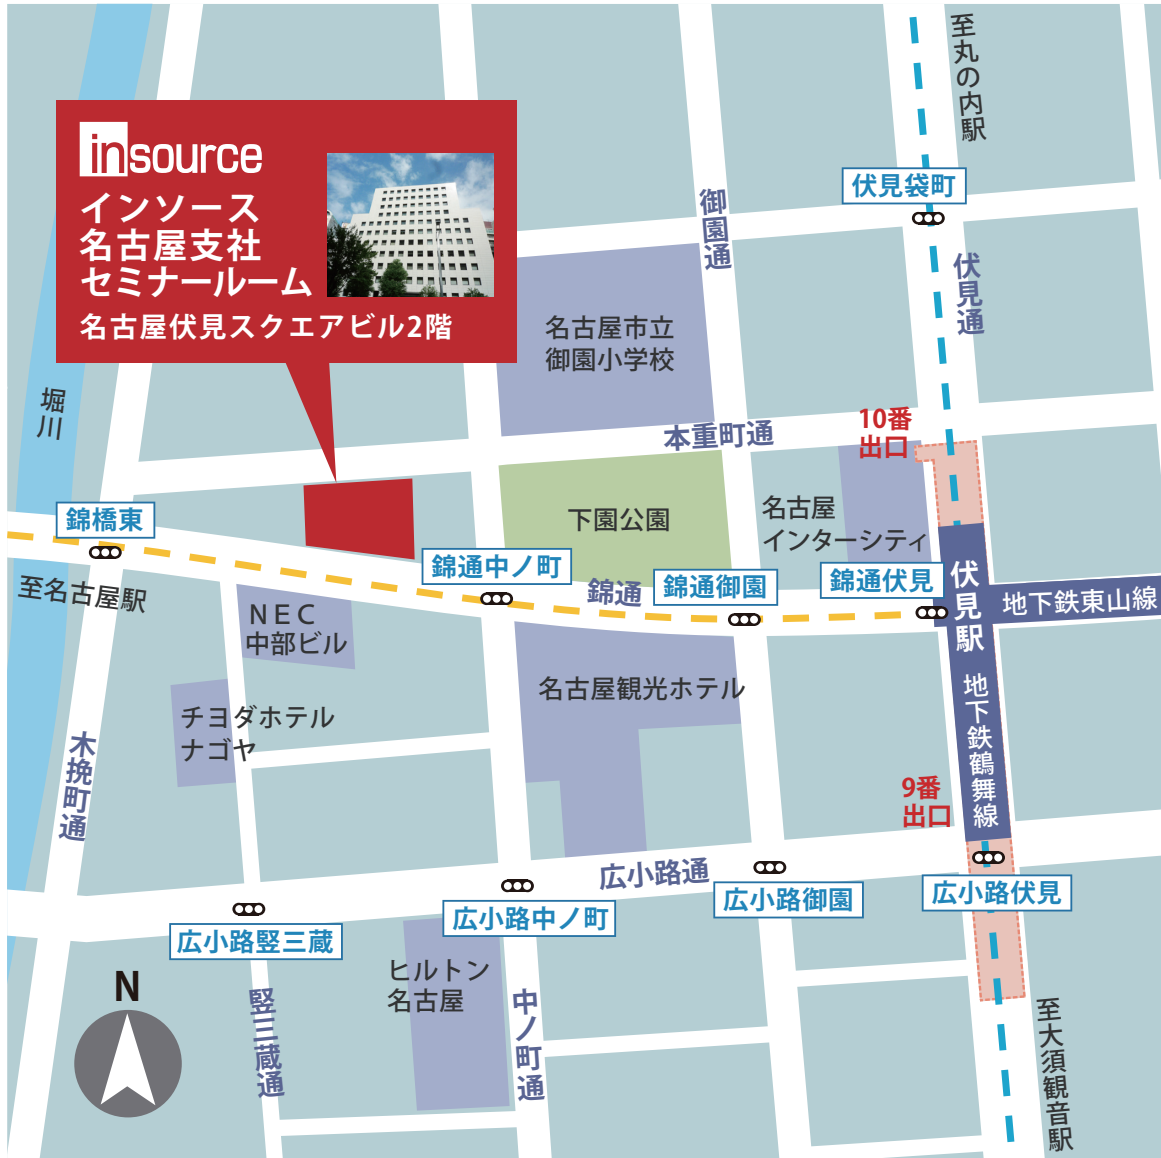 至丸の内駅
insource
インソース
名古屋支社
セミナールーム
名古屋伏見スクエアビル2階
伏見袋町
御園通
伏見通
名古屋市立
御園小学校
堀川
10番
出口
本重町通
名古屋
インターシティ
下園公園
錦橋東
錦通中ノ町
錦通
錦通御園
錦通伏見
伏見駅
地下鉄東山線
至名古屋駅
NEC
中部ビル
名古屋観光ホテル
地下鉄鶴舞線
チヨダホテル
ナゴヤ
木挽町通
9番
出口
広小路通
広小路伏見
広小路御園
広小路中ノ町
広小路竪三蔵
ヒルトン
名古屋
N
竪三蔵通
中ノ町通
至大須観音駅